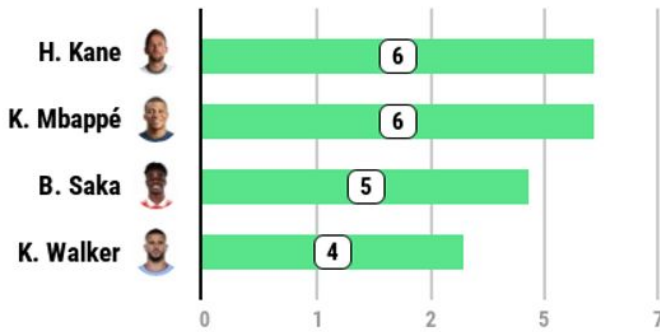 H. Kane 6
K. Mbappé 6
B. Saka 5
K. Walker 4
0 1 2 5 7